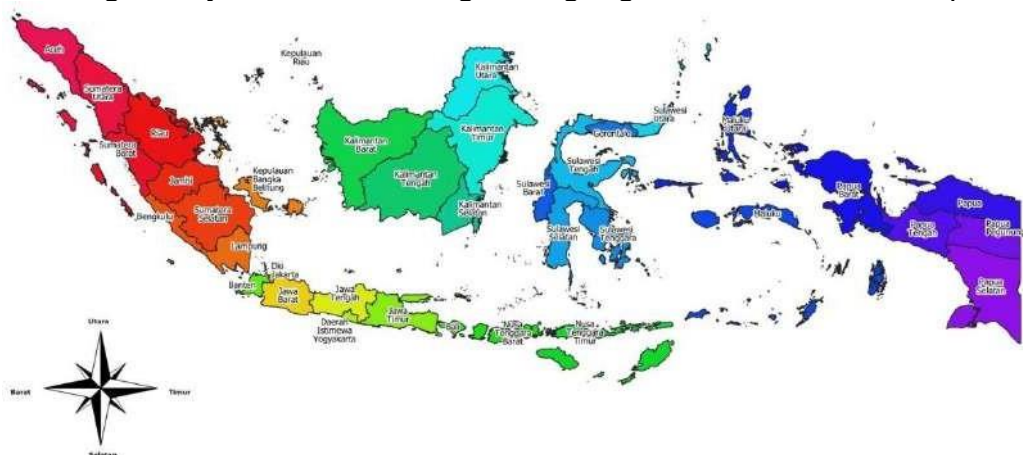 Aceh
Sumatera
Utara
Kepulauan
Riau
Riau
Sumatera
Barat
Jambi
Kepulauan
Bangka
Belitung
Bengkulu
Sumatera
Selatan
Lampung
Dki
Jakarta
Banten
Jawa
Barat
Jawa
Tengah
Daerah
Istimewa
Yogyakarta
Jawa
Timur
Bali
Nusa
Tenggara
Barat
Nusa
Tenggara
Timur
Kalimantan
Barat
Kalimantan
Tengah
Kalimantan
Utara
Kalimantan
Timur
Kalimantan
Selatan
Sulawesi
Utara
Gorontalo
Sulawesi
Tengah
Sulawesi
Barat
Sulawesi
Selatan
Sulawesi
Tenggara
Maluku
Utara
Maluku
Papua
Barat
Papua
Papua
Tengah
Papua
Papua
Selatan
Utara
Barat
Timur
Selatan